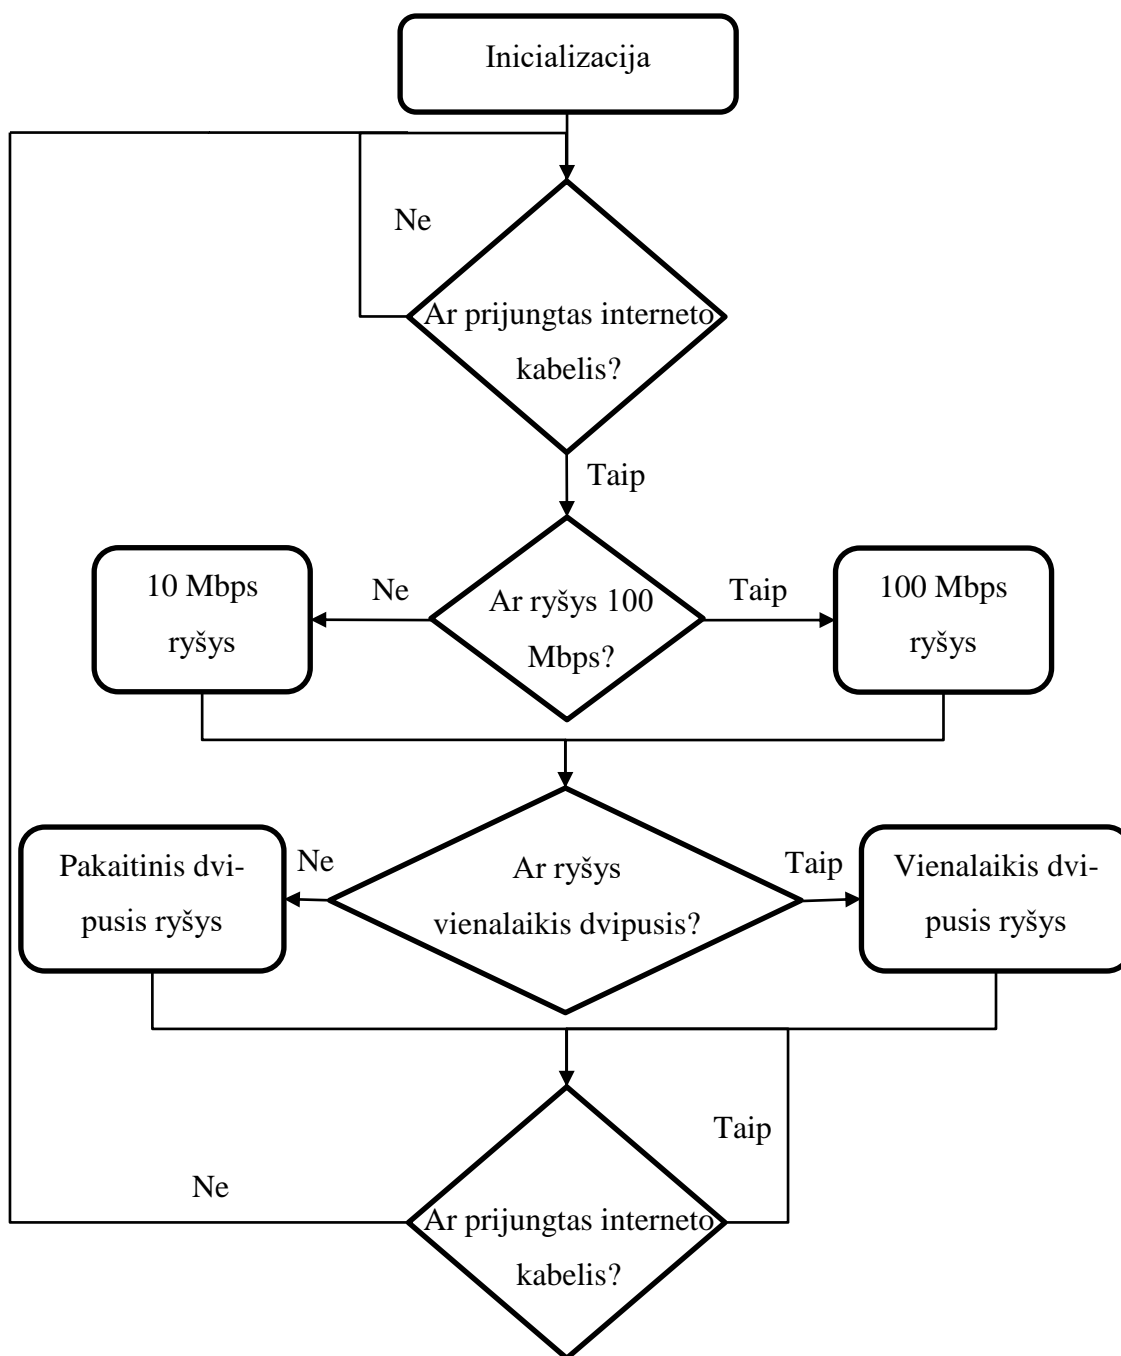 Inicializacija
Ne
Ar prijungtas interneto
kabelis?
Taip
10 Mbps
ryšys
Ne
Ar ryšys 100
Mbps?
Taip
100 Mbps
ryšys
Pakaitinis dvi-
pusis ryšys
Ne
Ar ryšys
vienalaikis dvipusis?
Taip
Vienalaikis dvi-
pusis ryšys
Taip
Ne
Ar prijungtas interneto
kabelis?